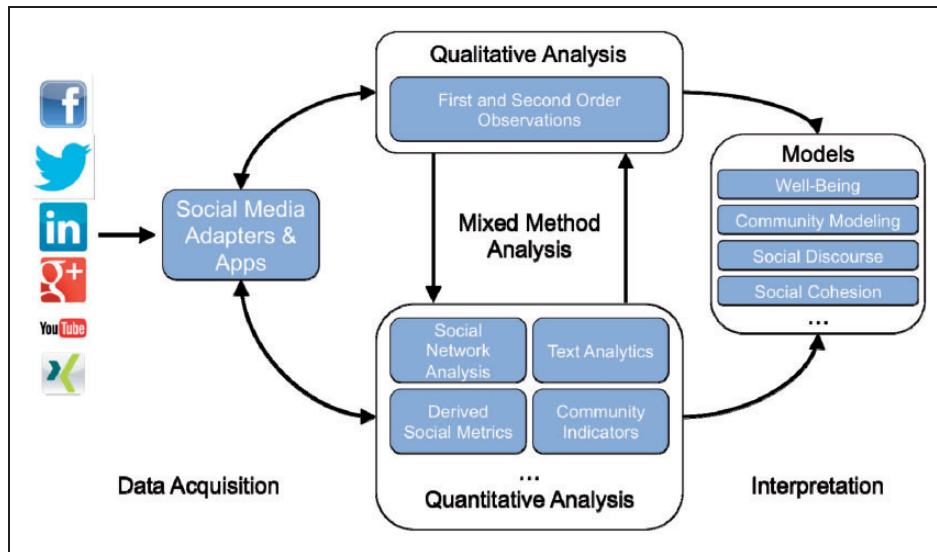 Qualitative Analysis
First and Second Order
Observations
f
in
g+
You Tube
Social Media
Adapters &
Apps
Mixed Method
Analysis
Models
Well-Being
Community Modeling
Social Discourse
Social Cohesion
...
Social
Network
Analysis
Text Analytics
Derived
Social Metrics
Community
Indicators
...
Quantitative Analysis
Data Acquisition
Interpretation